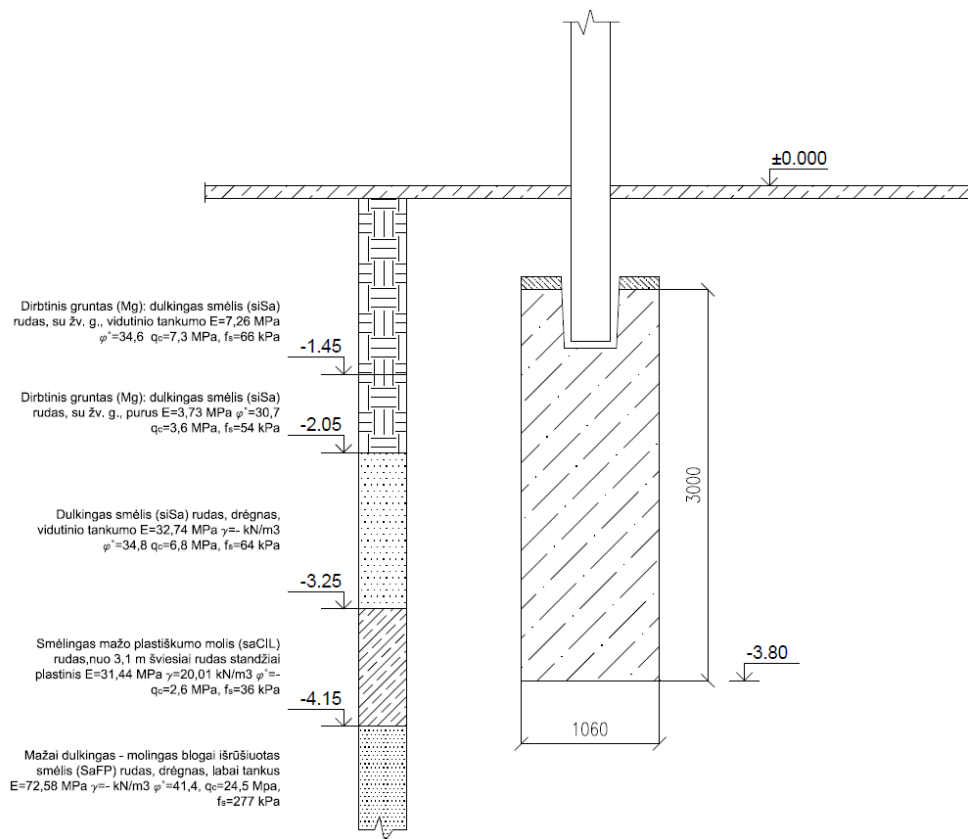 ±0.000
Dirbtinis gruntas (Mg): dulkingas smėlis (siSa)
rudas, su žv. g., vidutinio tankumo E=7,26 MPa
φ'=34,6 qc=7,3 MPa, fs=66 kPa
-1.45
Dirbtinis gruntas (Mg): dulkingas smėlis (siSa)
rudas, su žv. g., purus E=3,73 MPa φ'=30,7
qc=3,6 MPa, fs=54 kPa
-2.05
3000
Dulkingas smėlis (siSa) rudas, drėgnas,
vidutinio tankumo E=32,74 MPa γ=- kN/m3
φ'=34,8 qc=6,8 MPa, fs=64 kPa
-3.25
Smėlingas mažo plastiškumo molis (saCIL)
rudas,nuo 3,1 m šviesiai rudas standžiai
plastinis E=31,44 MPa γ=20,01 kN/m3 φ'=-
qc=2,6 MPa, fs=36 kPa
-3.80
-4.15
1060
Mažai dulkingas - molingas blogai išrūšiuotas
smėlis (SaFP) rudas, drėgnas, labai tankus
E=72,58 MPa γ=- kN/m3 φ'=41,4, qc=24,5 Mpa,
fs=277 kPa